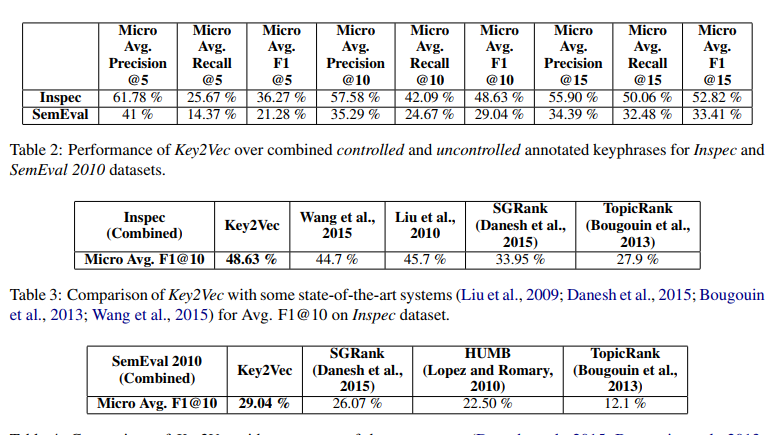 Micro Avg. Precision @5 Micro Avg. Recall @5 Micro Avg. F1 @5 Micro Avg. Precision @10 Micro Avg. Recall @10 Micro Avg. F1 @10 Micro Avg. Precision @15 Micro Avg. Recall @15 Micro Avg. F1 @15
Inspec 61.78 % 25.67 % 36.27 % 57.58 % 42.09 % 48.63 % 55.90 % 50.06 % 52.82 %
SemEval 41 % 14.37 % 21.28 % 35.29 % 24.67 % 29.04 % 34.39 % 32.48 % 33.41 %
Table 2: Performance of Key2Vec over combined controlled and uncontrolled annotated keyphrases for Inspec and
SemEval 2010 datasets.
Inspec (Combined) Key2Vec Wang et al., 2015 Liu et al., 2010 SGRank (Danesh et al., 2015) TopicRank (Bougouin et al., 2013)
Micro Avg. F1@10 48.63 % 44.7 % 45.7 % 33.95 % 27.9 %
Table 3: Comparison of Key2Vec with some state-of-the-art systems (Liu et al., 2009; Danesh et al., 2015; Bougouin
et al., 2013; Wang et al., 2015) for Avg. F1@10 on Inspec dataset.
SemEval 2010 (Combined) Key2Vec SGRank (Danesh et al., 2015) HUMB (Lopez and Romary, 2010) TopicRank (Bougouin et al., 2013)
Micro Avg. F1@10 29.04 % 26.07 % 22.50 % 12.1 %